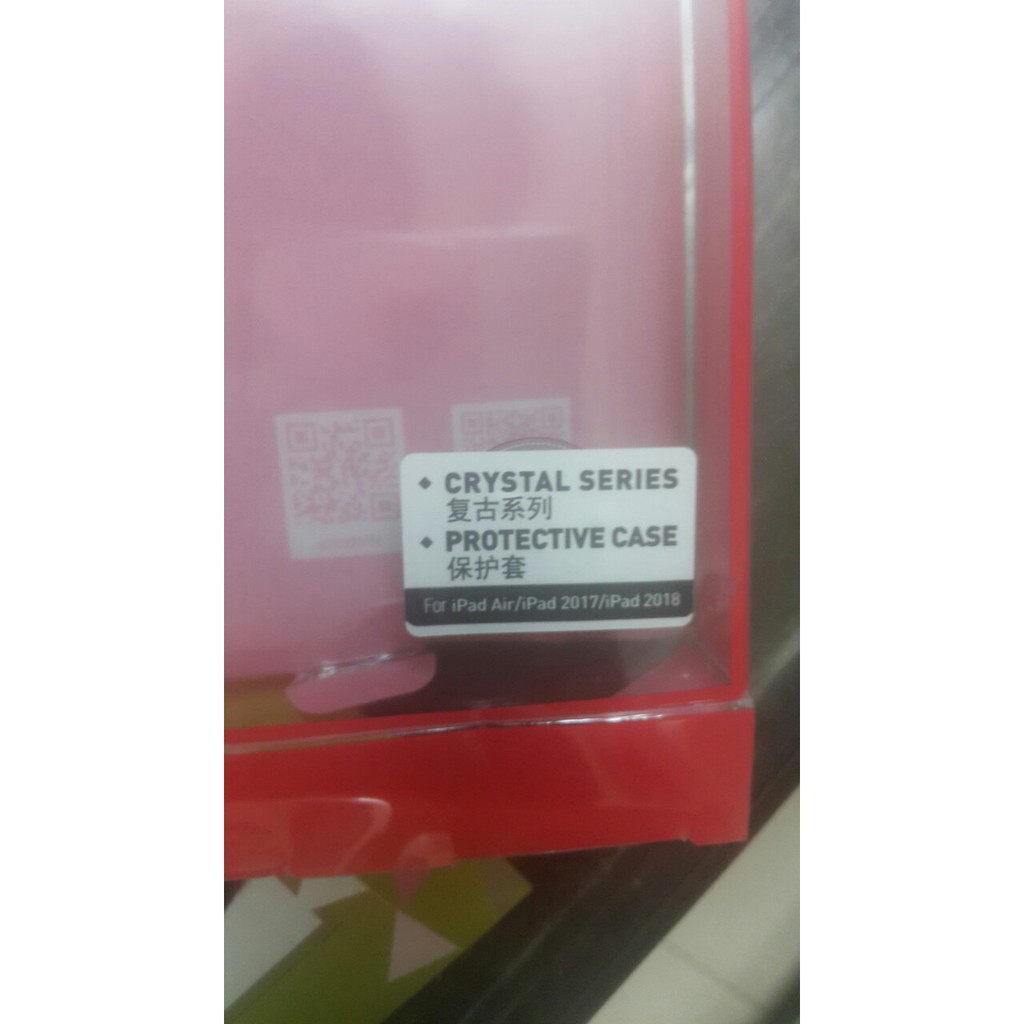 CRYSTAL SERIES
复古系列
PROTECTIVE CASE
保护套
For iPad Air/iPad 2017/iPad 2018